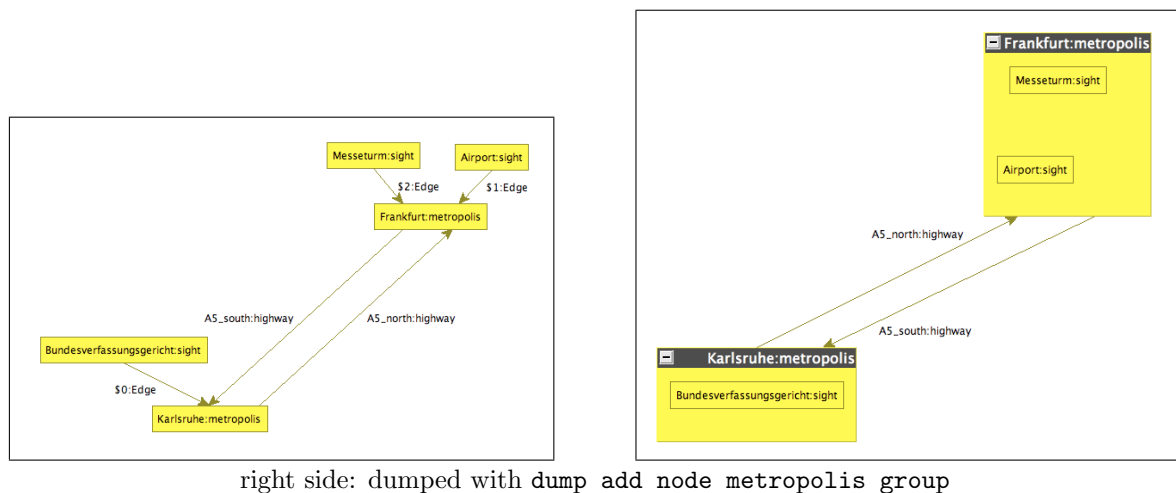 Messeturm:sight
Airport:sight
$2:Edge
$1:Edge
Frankfurt:metropolis
A5_south:highway
A5_north:highway
Bundesverfassungsgericht:sight
$0:Edge
Karlsruhe:metropolis
Frankfurt:metropolis
Messeturm:sight
Airport:sight
A5_north:highway
A5_south:highway
Karlsruhe:metropolis
Bundesverfassungsgericht:sight
right side: dumped with dump add node metropolis group